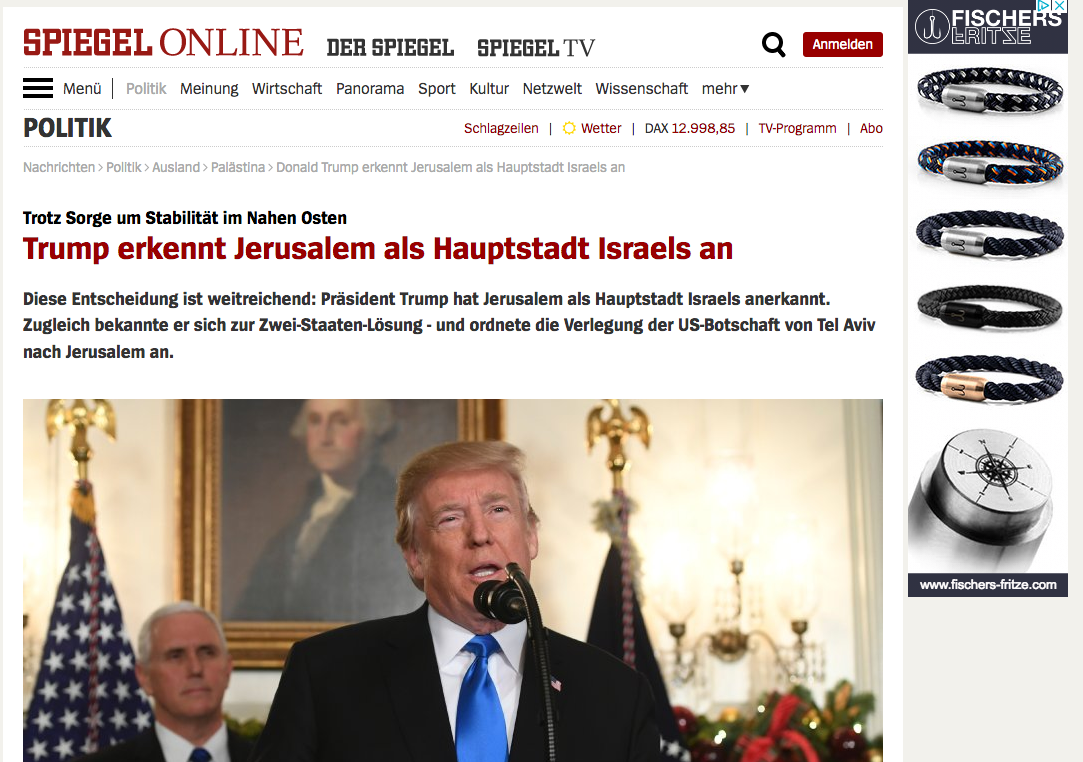 SPIEGEL ONLINE DER SPIEGEL SPIEGEL TV Anmelden
Menü | Politik Meinung Wirtschaft Panorama Sport Kultur Netzwelt Wissenschaft mehr▼
POLITIK
Schlagzeilen | Wetter | DAX 12.998,85 | TV-Programm | Abo
Nachrichten > Politik > Ausland > Palästina > Donald Trump erkennt Jerusalem als Hauptstadt Israels an
Trotz Sorge um Stabilität im Nahen Osten
Trump erkennt Jerusalem als Hauptstadt Israels an
Diese Entscheidung ist weitreichend: Präsident Trump hat Jerusalem als Hauptstadt Israels anerkannt.
Zugleich bekannte er sich zur Zwei-Staaten-Lösung - und ordnete die Verlegung der US-Botschaft von Tel Aviv
nach Jerusalem an.
FISCHERS
FRITZE
www.fischers-fritze.com